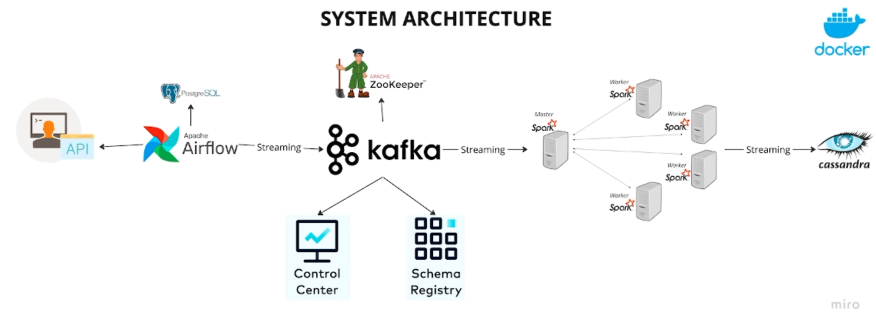 SYSTEM ARCHITECTURE
docker
PostgreSQL
APACHE
ZooKeeper™
API
Apache
Airflow
Streaming
kafka
Streaming
Master
Spark
Worker
Spark
Worker
Spark
Worker
Spark
Worker
Spark
Streaming
cassandra
Control
Center
Schema
Registry
miro